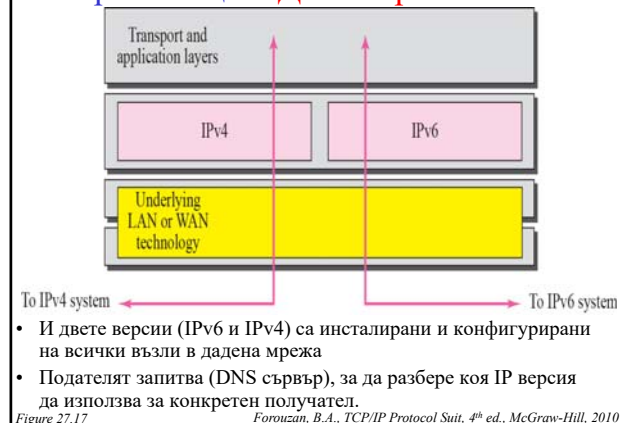 Transport and
application layers
IPv4
IPv6
Underlying
LAN or WAN
technology
To IPv4 system
To IPv6 system
• И двете версии (IPv6 и IPv4) са инсталирани и конфигурирани
на всички възли в дадена мрежа
• Подателят запитва (DNS сървър), за да разбере коя IP версия
да използва за конкретен получател.
Figure 27.17 Forouzan, B.A., TCP/IP Protocol Suit, 4th ed., McGraw-Hill, 2010